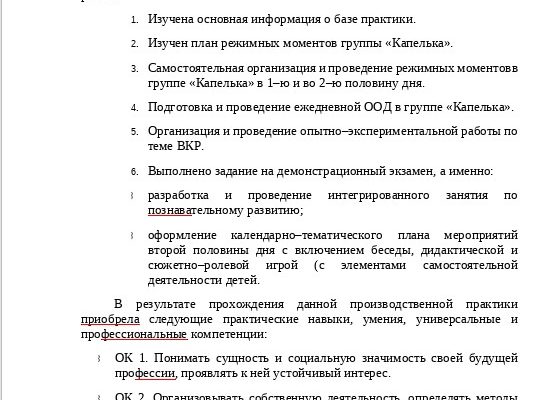 1. Изучена основная информация о базе практики.
2. Изучен план режимных моментов группы «Капелька».
3. Самостоятельная организация и проведение режимных моментовв
группе «Капелька» в 1–ю и во 2–ю половину дня.
4. Подготовка и проведение ежедневной ООД в группе «Капелька».
5. Организация и проведение опытно–экспериментальной работы по
теме ВКР.
6. Выполнено задание на демонстрационный экзамен, а именно:
разработка и проведение интегрированного занятия по
познавательному развитию;
оформление календарно–тематического плана мероприятий
второй половины дня с включением беседы, дидактической и
сюжетно–ролевой игрой (с элементами самостоятельной
деятельности детей.
В результате прохождения данной производственной практики
приобрела следующие практические навыки, умения, универсальные и
профессиональные компетенции:
ОК 1. Понимать сущность и социальную значимость своей будущей
профессии, проявлять к ней устойчивый интерес.
ОК 2. Организовывать собственную деятельность, определять методы